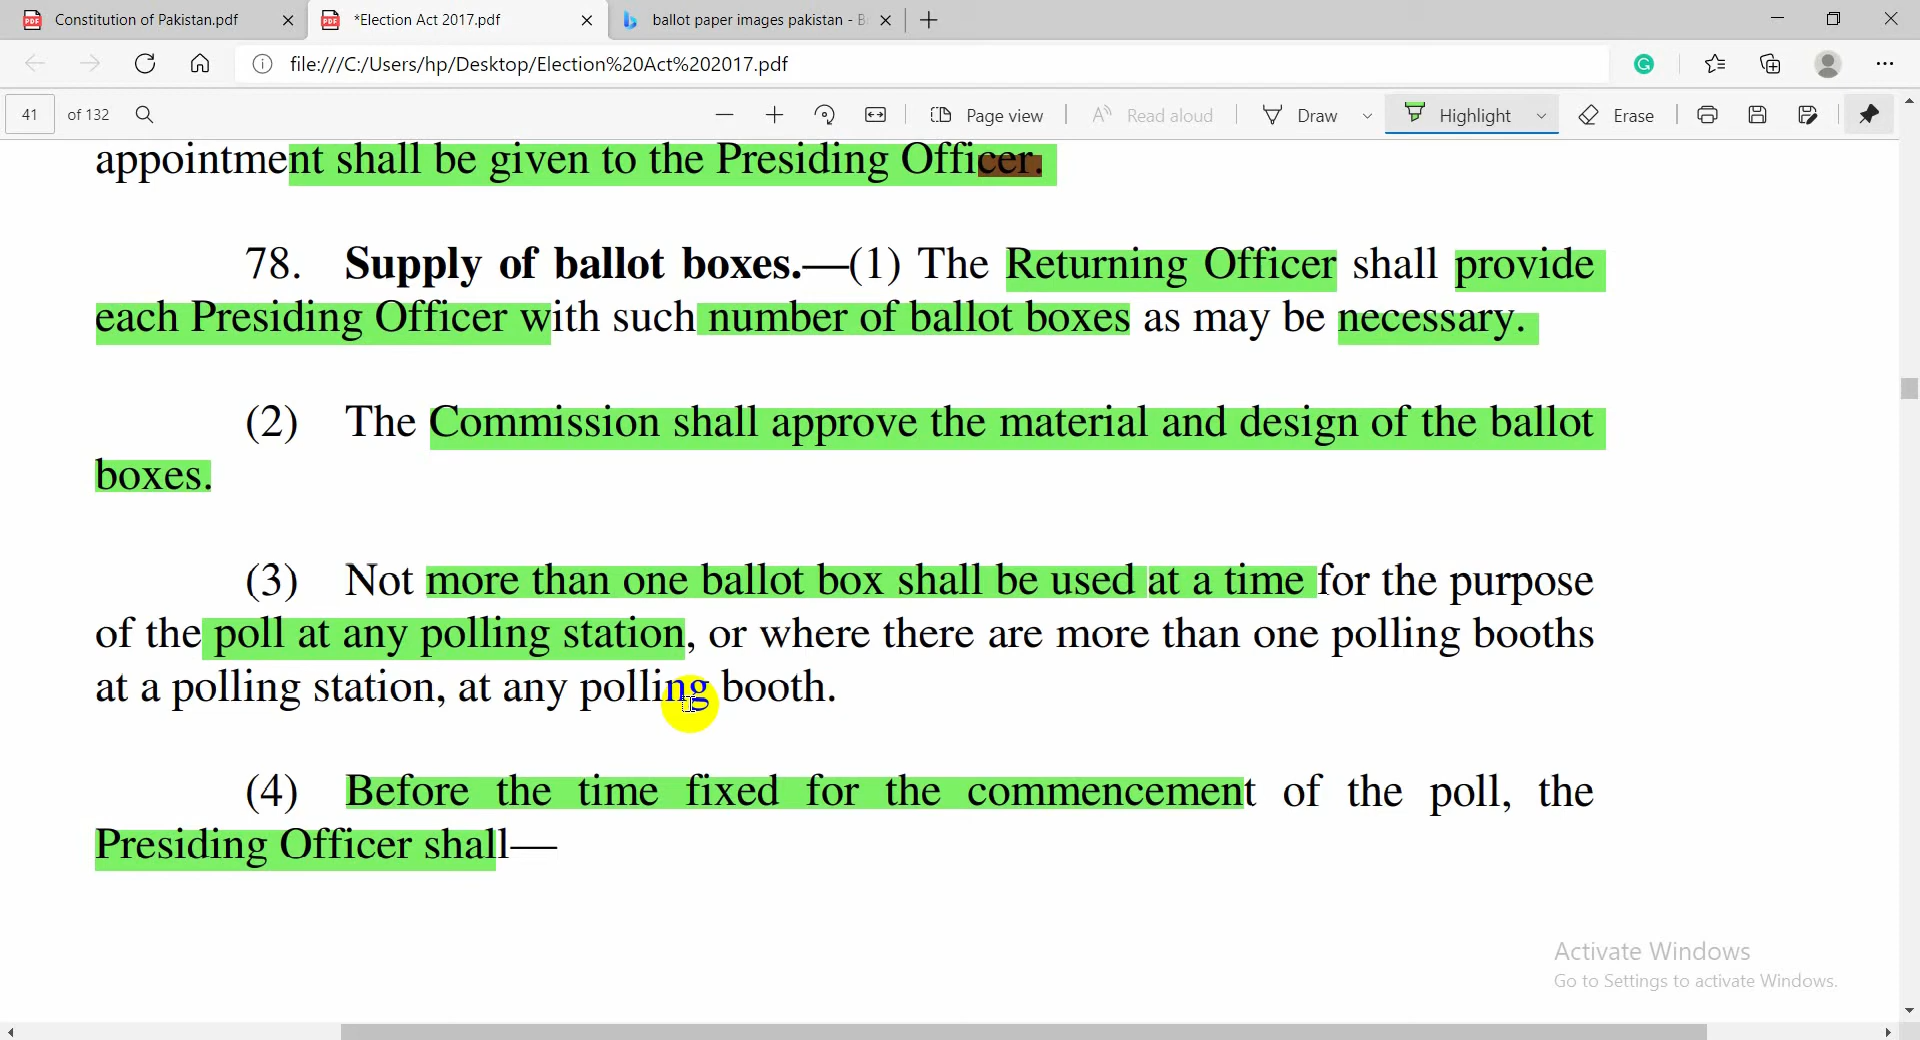 Constitution of Pakistan.pdf
*Election Act 2017.pdf
ballot paper images pakistan - B
file:///C:/Users/hp/Desktop/Election%20Act%202017.pdf
41 of 132
Page view
Read aloud
Draw
Highlight
Erase
appointment shall be given to the Presiding Officer.
78. Supply of ballot boxes.—(1) The Returning Officer shall provide
each Presiding Officer with such number of ballot boxes as may be necessary.
(2) The Commission shall approve the material and design of the ballot
boxes.
(3) Not more than one ballot box shall be used at a time for the purpose
of the poll at any polling station, or where there are more than one polling booths
at a polling station, at any polling booth.
(4) Before the time fixed for the commencement of the poll, the
Presiding Officer shall—
Activate Windows
Go to Settings to activate Windows.